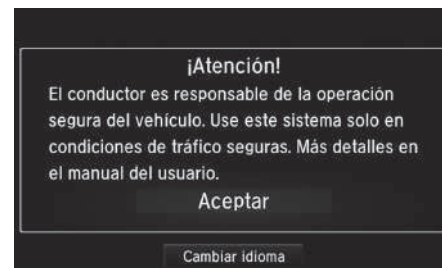 ¡Atención!
El conductor es responsable de la operación
segura del vehículo. Use este sistema solo en
condiciones de tráfico seguras. Más detalles en
el manual del usuario.
Aceptar
Cambiar idioma